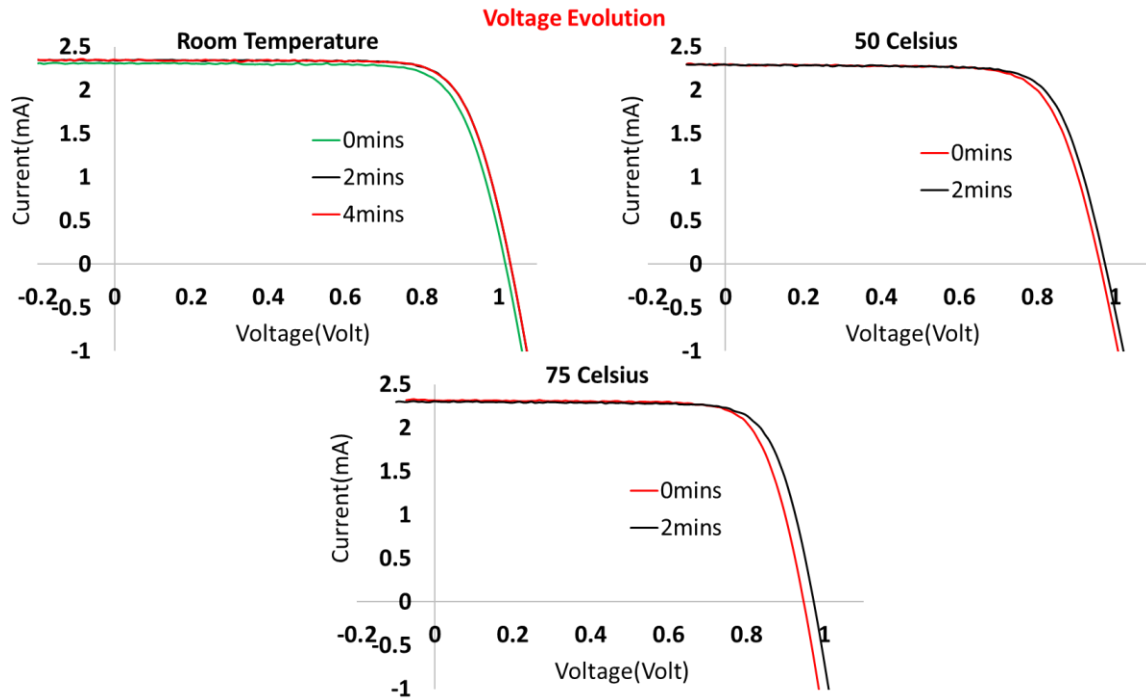 Voltage Evolution
Room Temperature
2.5
2
1.5
1
0.5
0
-0.5
-1
Current(mA)
0mins
2mins
4mins
-0.2 0 0.2 0.4 0.6 0.8 1
Voltage(Volt)
50 Celsius
2.5
2
1.5
1
0.5
0
-0.5
-1
Current(mA)
0mins
2mins
-0.2 0 0.2 0.4 0.6 0.8 1
Voltage(Volt)
75 Celsius
2.5
2
1.5
1
0.5
0
-0.5
-1
Current(mA)
0mins
2mins
-0.2 0 0.2 0.4 0.6 0.8 1
Voltage(Volt)